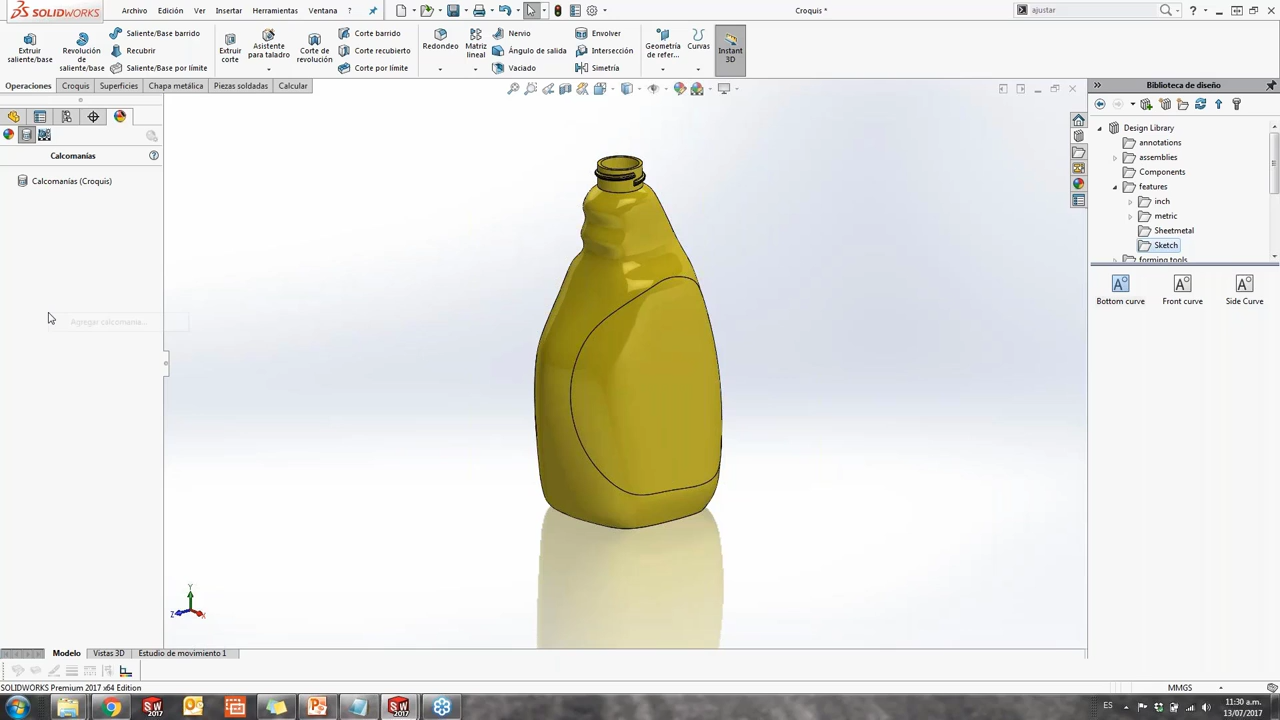 SOLIDWORKS
Archivo Edición Ver Insertar Herramientas Ventana
Croquis *
ajustar
Extruir saliente/base
Revolución de saliente/base
Saliente/Base barrido
Recubrir
Saliente/Base por límite
Extruir corte
Asistente para taladro
Corte de revolución
Corte barrido
Corte recubierto
Corte por límite
Redondeo
Matriz lineal
Nervio
Ángulo de salida
Vaciado
Envolver
Intersección
Simetría
Geometría de refer...
Curvas
Instant 3D
Operaciones Croquis Superficies Chapa metálica Piezas soldadas Calcular
Biblioteca de diseño
Calcomanías
Calcomanías (Croquis)
Agregar calcomanía...
Design Library
annotations
assemblies
Components
features
inch
metric
Sheetmetal
Sketch
forming tools
Bottom curve Front curve Side Curve
Y
Z X
Modelo Vistas 3D Estudio de movimiento 1
SOLIDWORKS Premium 2017 x64 Edition
MMGS
ES
11:30 a.m.
13/07/2017